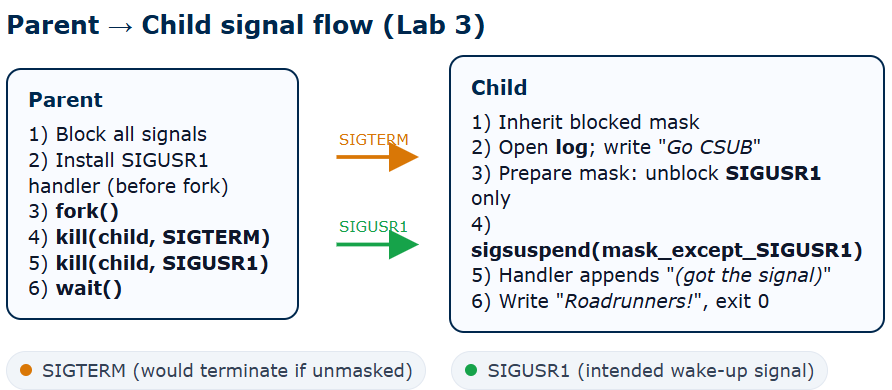 Parent → Child signal flow (Lab 3)
Parent
1) Block all signals
2) Install SIGUSR1
handler (before fork)
3) fork()
4) kill(child, SIGTERM)
5) kill(child, SIGUSR1)
6) wait()
SIGTERM
SIGUSR1
Child
1) Inherit blocked mask
2) Open log; write "Go CSUB"
3) Prepare mask: unblock SIGUSR1
only
4)
sigsuspend(mask_except_SIGUSR1)
5) Handler appends "(got the signal)"
6) Write "Roadrunners!", exit 0
SIGTERM (would terminate if unmasked)
SIGUSR1 (intended wake-up signal)